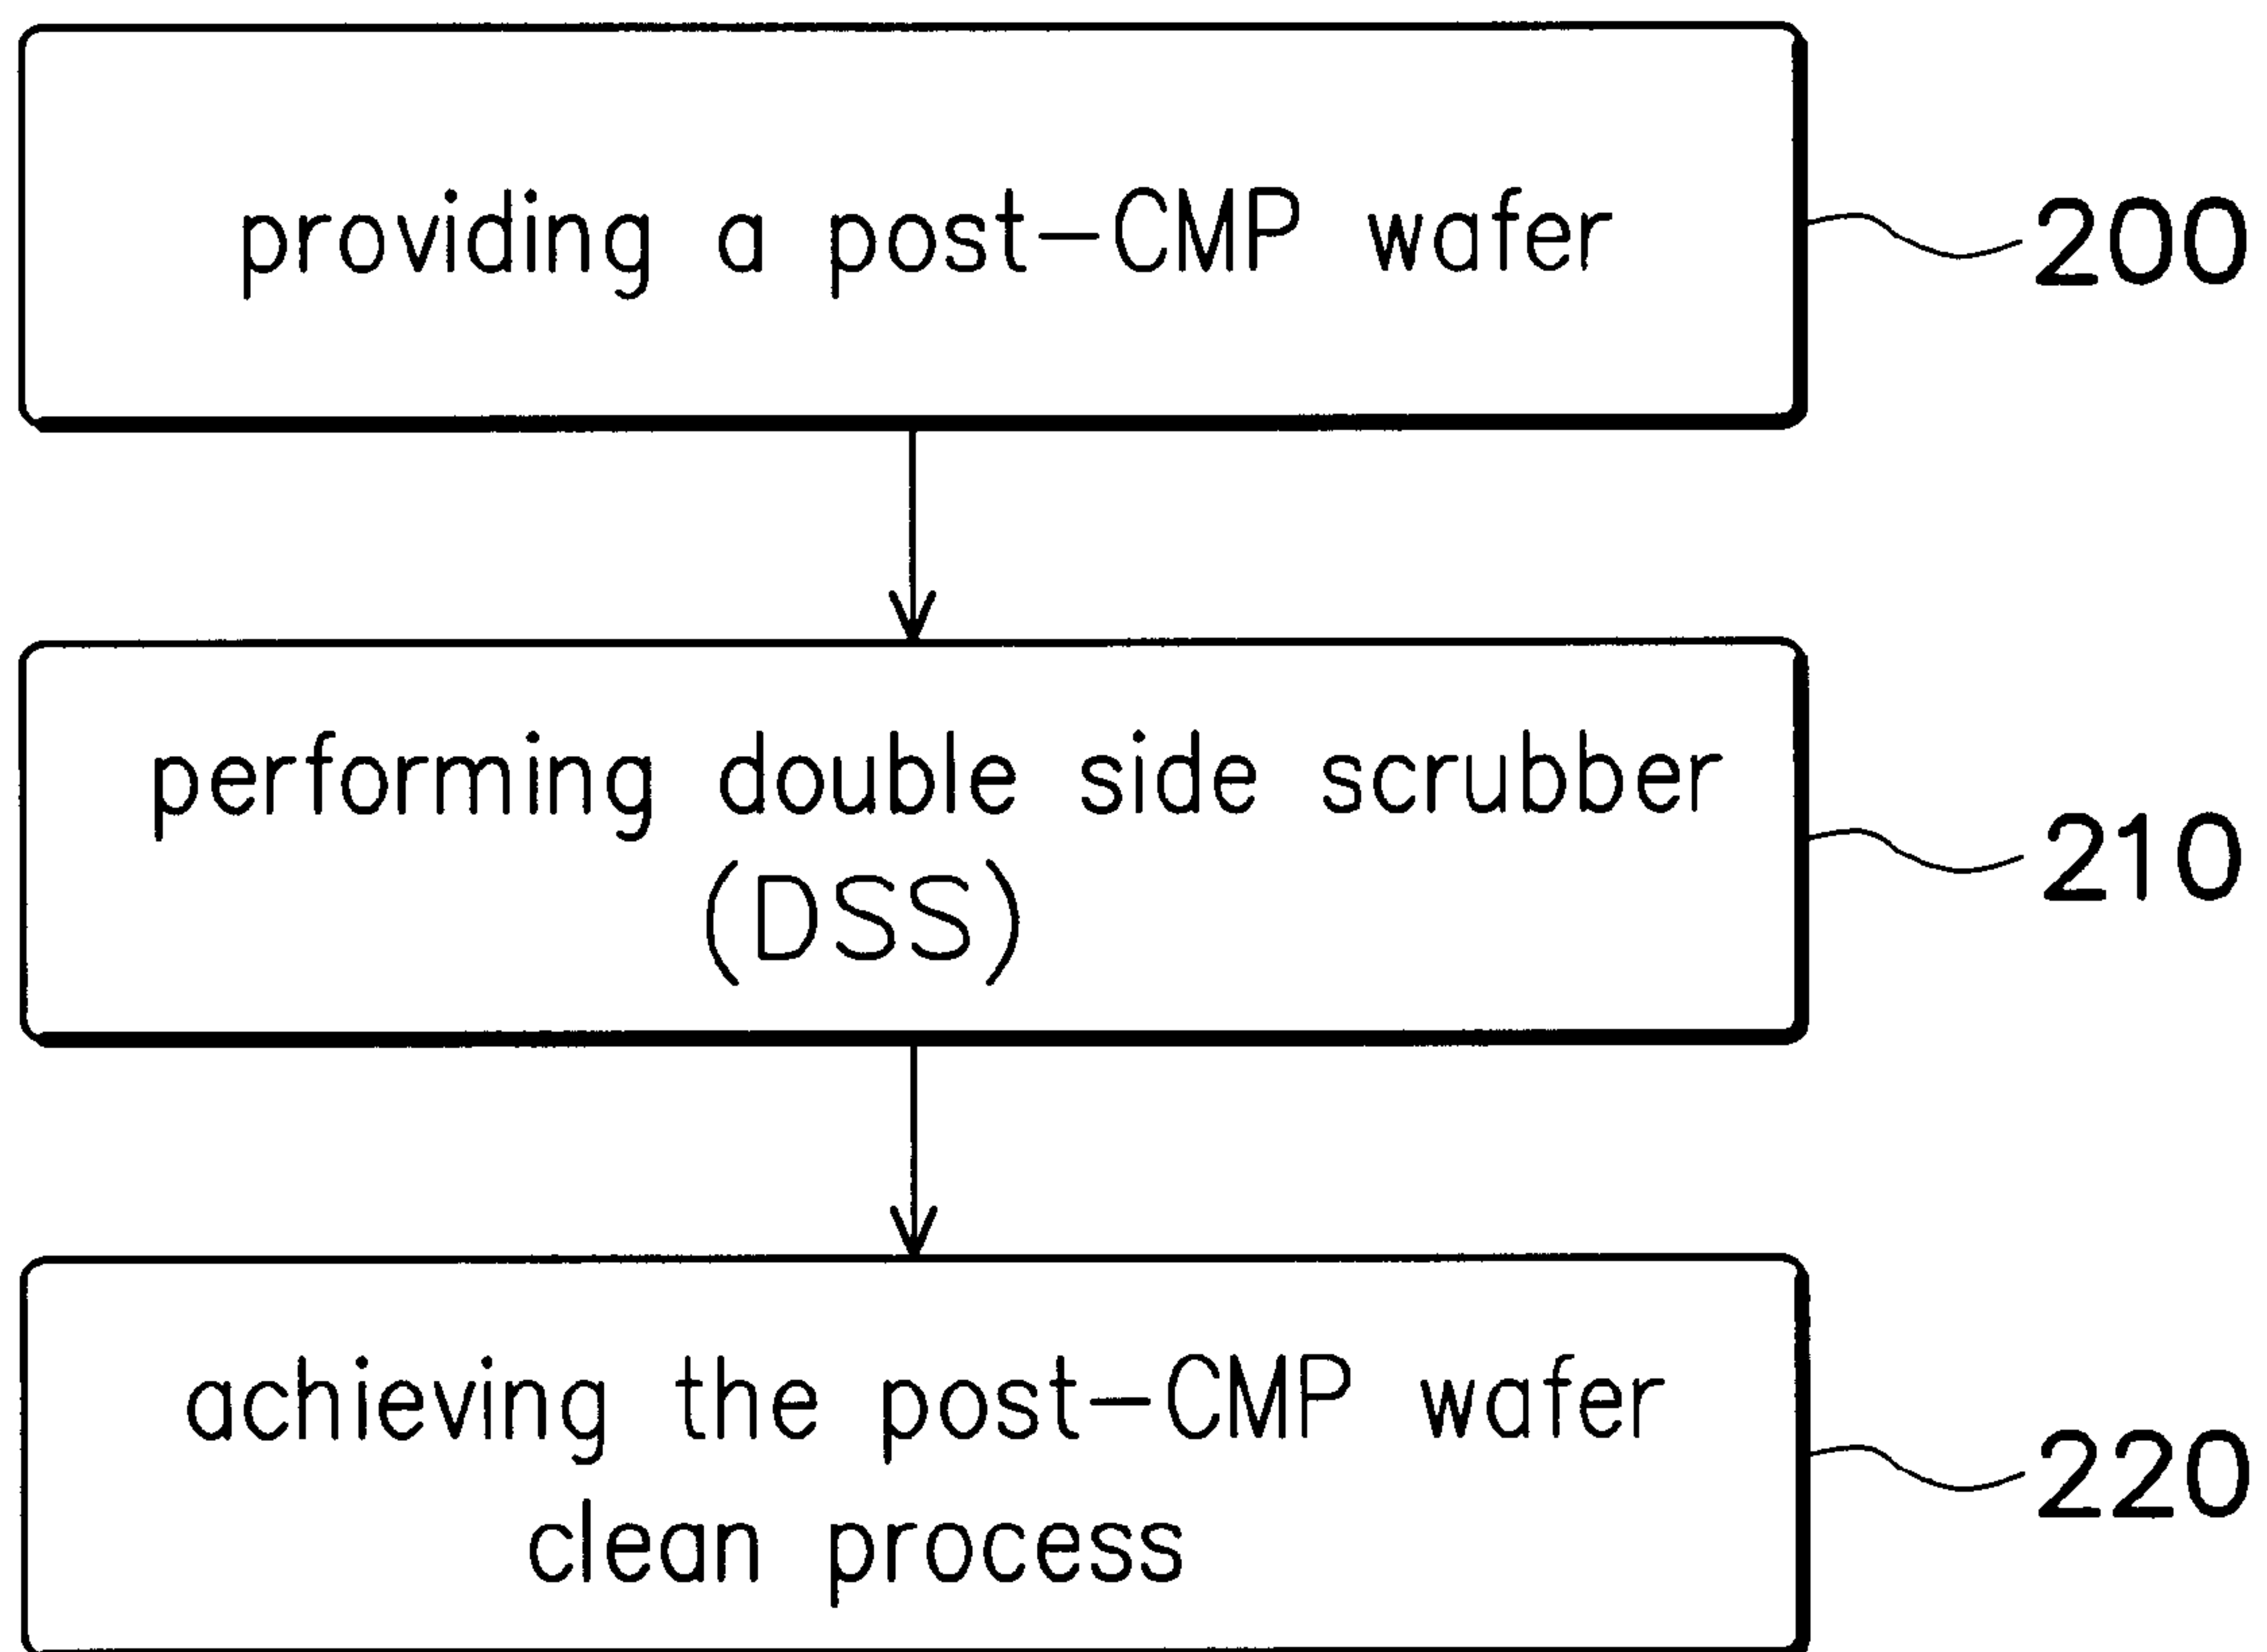 providing a post-CMP wafer
200
performing double side scrubber
(DSS)
210
achieving the post-CMP wafer
clean process
220